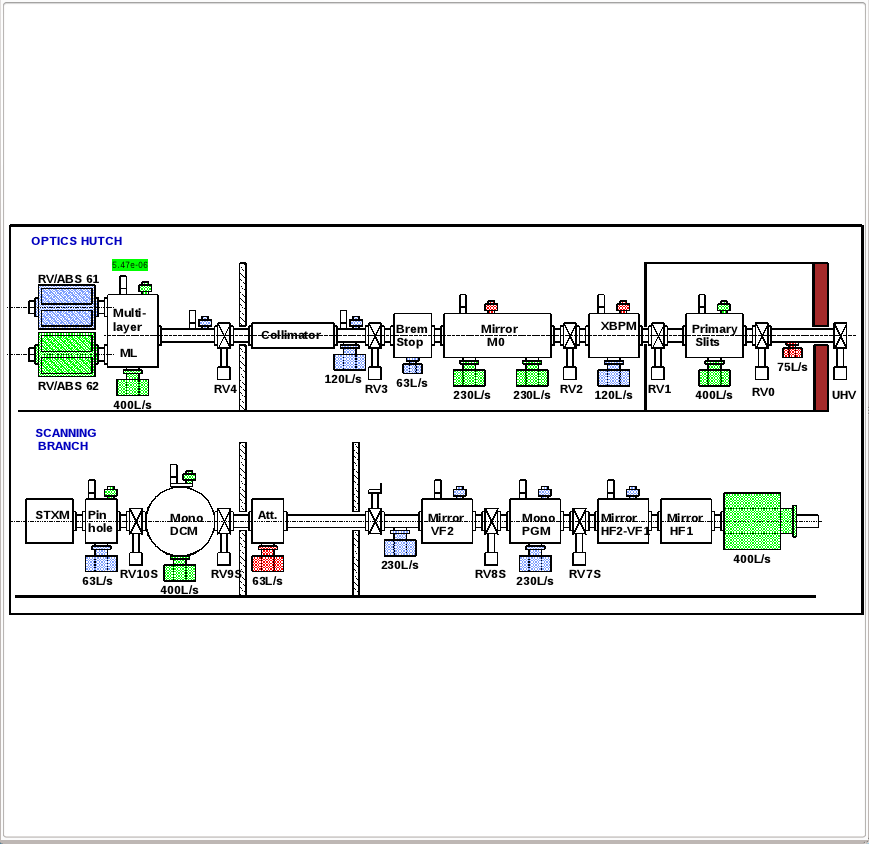 OPTICS HUTCH
5.47e-06
RV/ABS 61
Multi-
layer
ML
RV/ABS 62
400L/s
RV4
Collimator
120L/s
RV3
Brem
Stop
63L/s
Mirror
M0
230L/s
230L/s
RV2
XBPM
120L/s
RV1
Primary
Slits
400L/s
RV0
75L/s
UHV
SCANNING
BRANCH
STXM
Pin
hole
63L/s
RV10S
Mono
DCM
400L/s
RV9S
Att.
63L/s
230L/s
Mirror
VF2
RV8S
Mono
PGM
230L/s
RV7S
Mirror
HF2-VF1
Mirror
HF1
400L/s